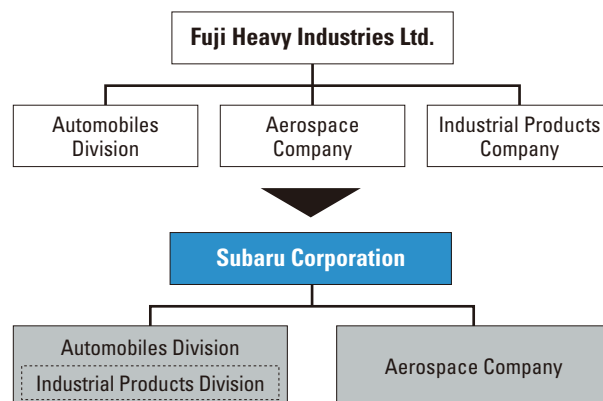 Fuji Heavy Industries Ltd.
Automobiles
Division
Aerospace
Company
Industrial Products
Company
Subaru Corporation
Automobiles Division
Industrial Products Division
Aerospace Company